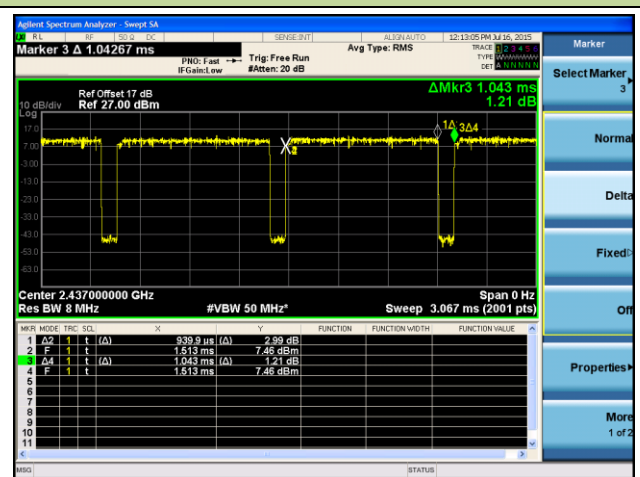 Agilent Spectrum Analyzer - Swept SA
RL RF 50 Ω DC SENSE:INT ALIGN AUTO 12:13:05 PM Jul 16, 2015
Marker 3 Δ 1.04267 ms
PNO: Fast
IFGain:Low
Trig: Free Run
#Atten: 20 dB
Avg Type: RMS
TRACE 1 2 3 4 5 6
TYPE
DET A N N N N N
Marker
Select Marker
3
Normal
Delta
Fixed
Off
Properties
More
1 of 2
Ref Offset 17 dB
10 dB/div Ref 27.00 dBm
Log
ΔMkr3 1.043 ms
1.21 dB
17.0
7.00
-3.00
-13.0
-23.0
-33.0
-43.0
-53.0
-63.0
1Δ 3Δ4
Center 2.437000000 GHz Span 0 Hz
Res BW 8 MHz #VBW 50 MHz* Sweep 3.067 ms (2001 pts)
MKR MODE TRC SCL X Y FUNCTION FUNCTION WIDTH FUNCTION VALUE
1 Δ2 1 t (Δ) 939.9 µs (Δ) 2.99 dB
2 F 1 t 1.513 ms 7.46 dBm
3 Δ4 1 t (Δ) 1.043 ms (Δ) 1.21 dB
4 F 1 t 1.513 ms 7.46 dBm
5
6
7
8
9
10
11
MSG STATUS